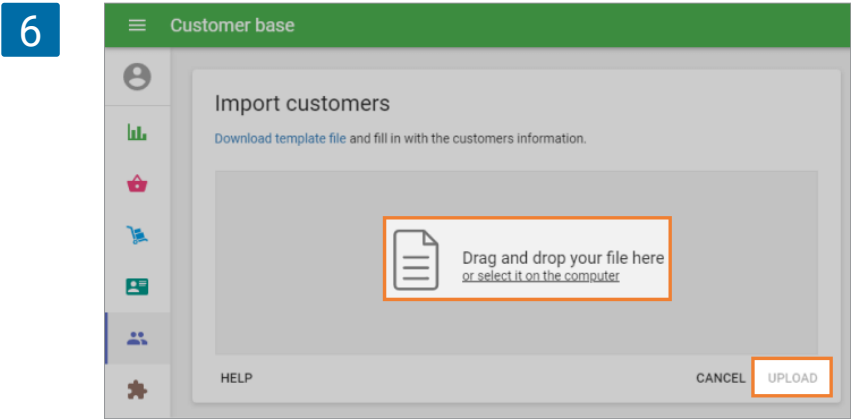 6
Customer base
Import customers
Download template file and fill in with the customers information.
Drag and drop your file here
or select it on the computer
HELP
CANCEL
UPLOAD